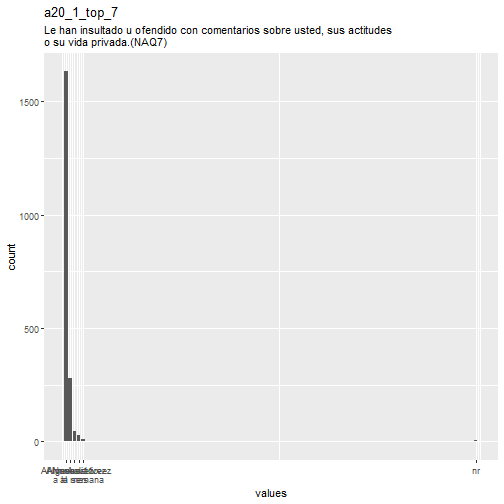 a20_1_top_7
Le han insultado u ofendido con comentarios sobre usted, sus actitudes
o su vida privada.(NAQ7)
1500
1000
500
0
count
nr
values